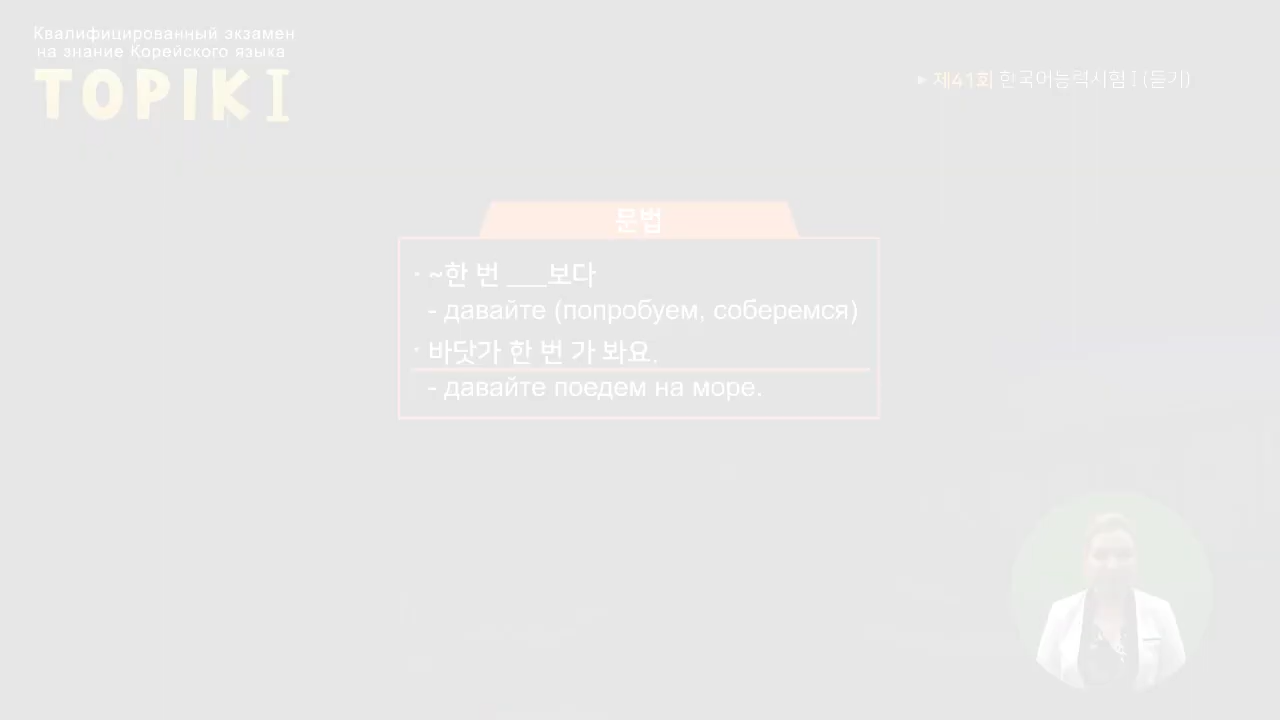 Квалифицированный экзамен
на знание Корейского языка
TOPIK I
▸ 제41회 한국어능력시험 I (듣기)
문법
· ~한 번 ___보다
- давайте (попробуем, соберемся)
· 바닷가 한 번 가 봐요.
- давайте поедем на море.